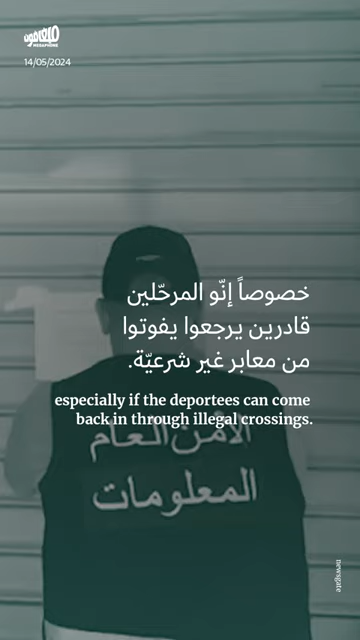 ميغافون
MEGAPHONE
14/05/2024
خصوصاً إنّو المرحّلين
قادرين يرجعوا يفوتوا
من معابر غير شرعيّة.
especially if the deportees can come
back in through illegal crossings.
الأمن العام
المعلومات
newsgate